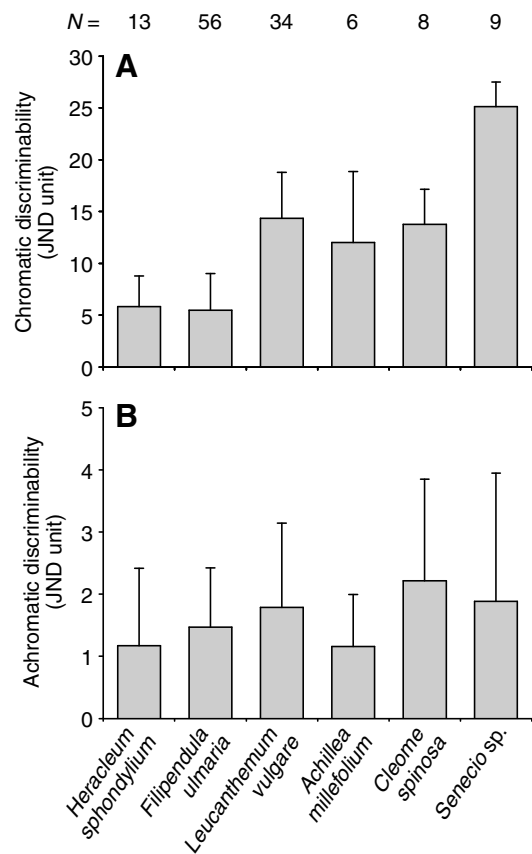 N = 13 56 34 6 8 9
A
Chromatic discriminability
(JND unit)
30
25
20
15
10
5
0
B
Achromatic discriminability
(JND unit)
5
4
3
2
1
0
Heracleum
sphondylium
Filipendula
ulmaria
Leucanthemum
vulgare
Achillea
millefolium
Cleome
spinosa
Senecio sp.